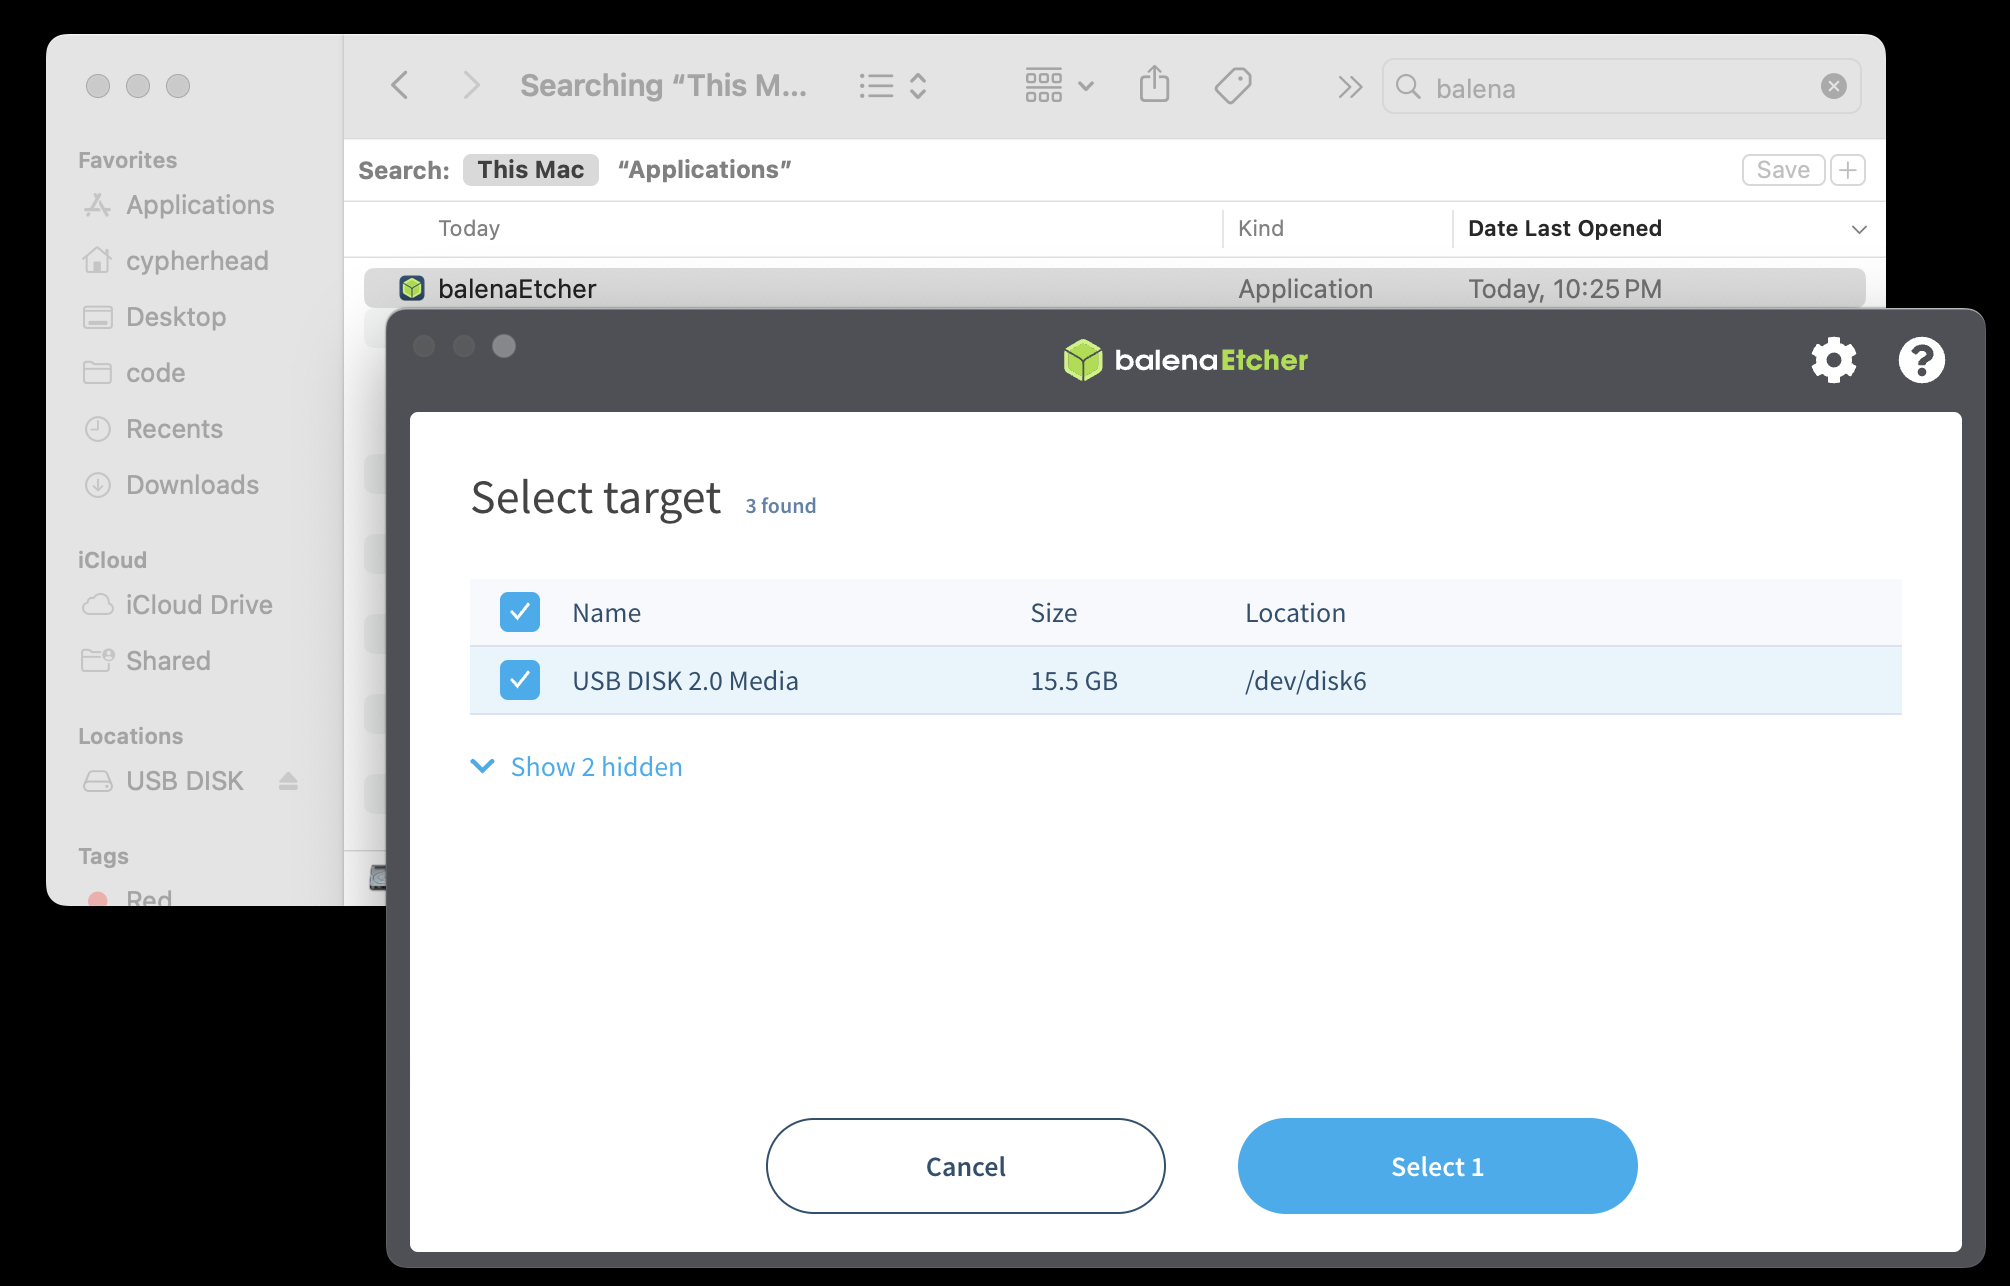 Searching “This M...
balena
Favorites
Applications
cypherhead
Desktop
code
Recents
Downloads
iCloud
iCloud Drive
Shared
Locations
USB DISK
Tags
Red
Search: This Mac “Applications” Save
Today Kind Date Last Opened
balenaEtcher Application Today, 10:25 PM
balenaEtcher
Select target 3 found
Name Size Location
USB DISK 2.0 Media 15.5 GB /dev/disk6
Show 2 hidden
Cancel Select 1